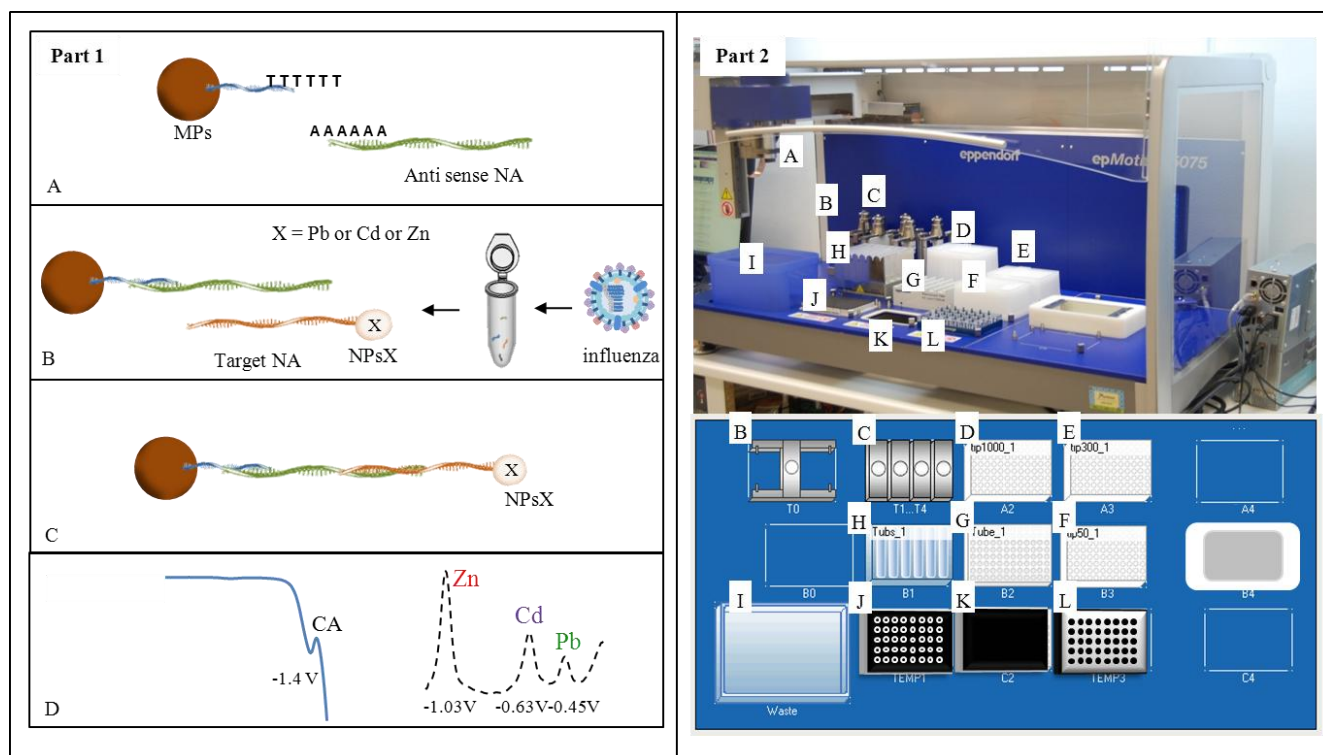 Part 1
TTTTTT
MPs
AAAAAA
Anti sense NA
A
X = Pb or Cd or Zn
X
Target NA
NPsX
influenza
B
X
NPsX
C
Zn
Cd
Pb
CA
-1.4 V
-1.03V -0.63V -0.45V
D
Part 2
eppendorf
A
B
C
D
E
H
I
G
F
J
K
L
B
C
D
tip1000_1
E
tip300_1
...
T0
T1...T4
A2
A3
A4
H
Tubs_1
G
Tube_1
F
B0
B1
B2
B3
B4
I
J
K
L
TEMP1
C2
TEMP3
C4
Waste